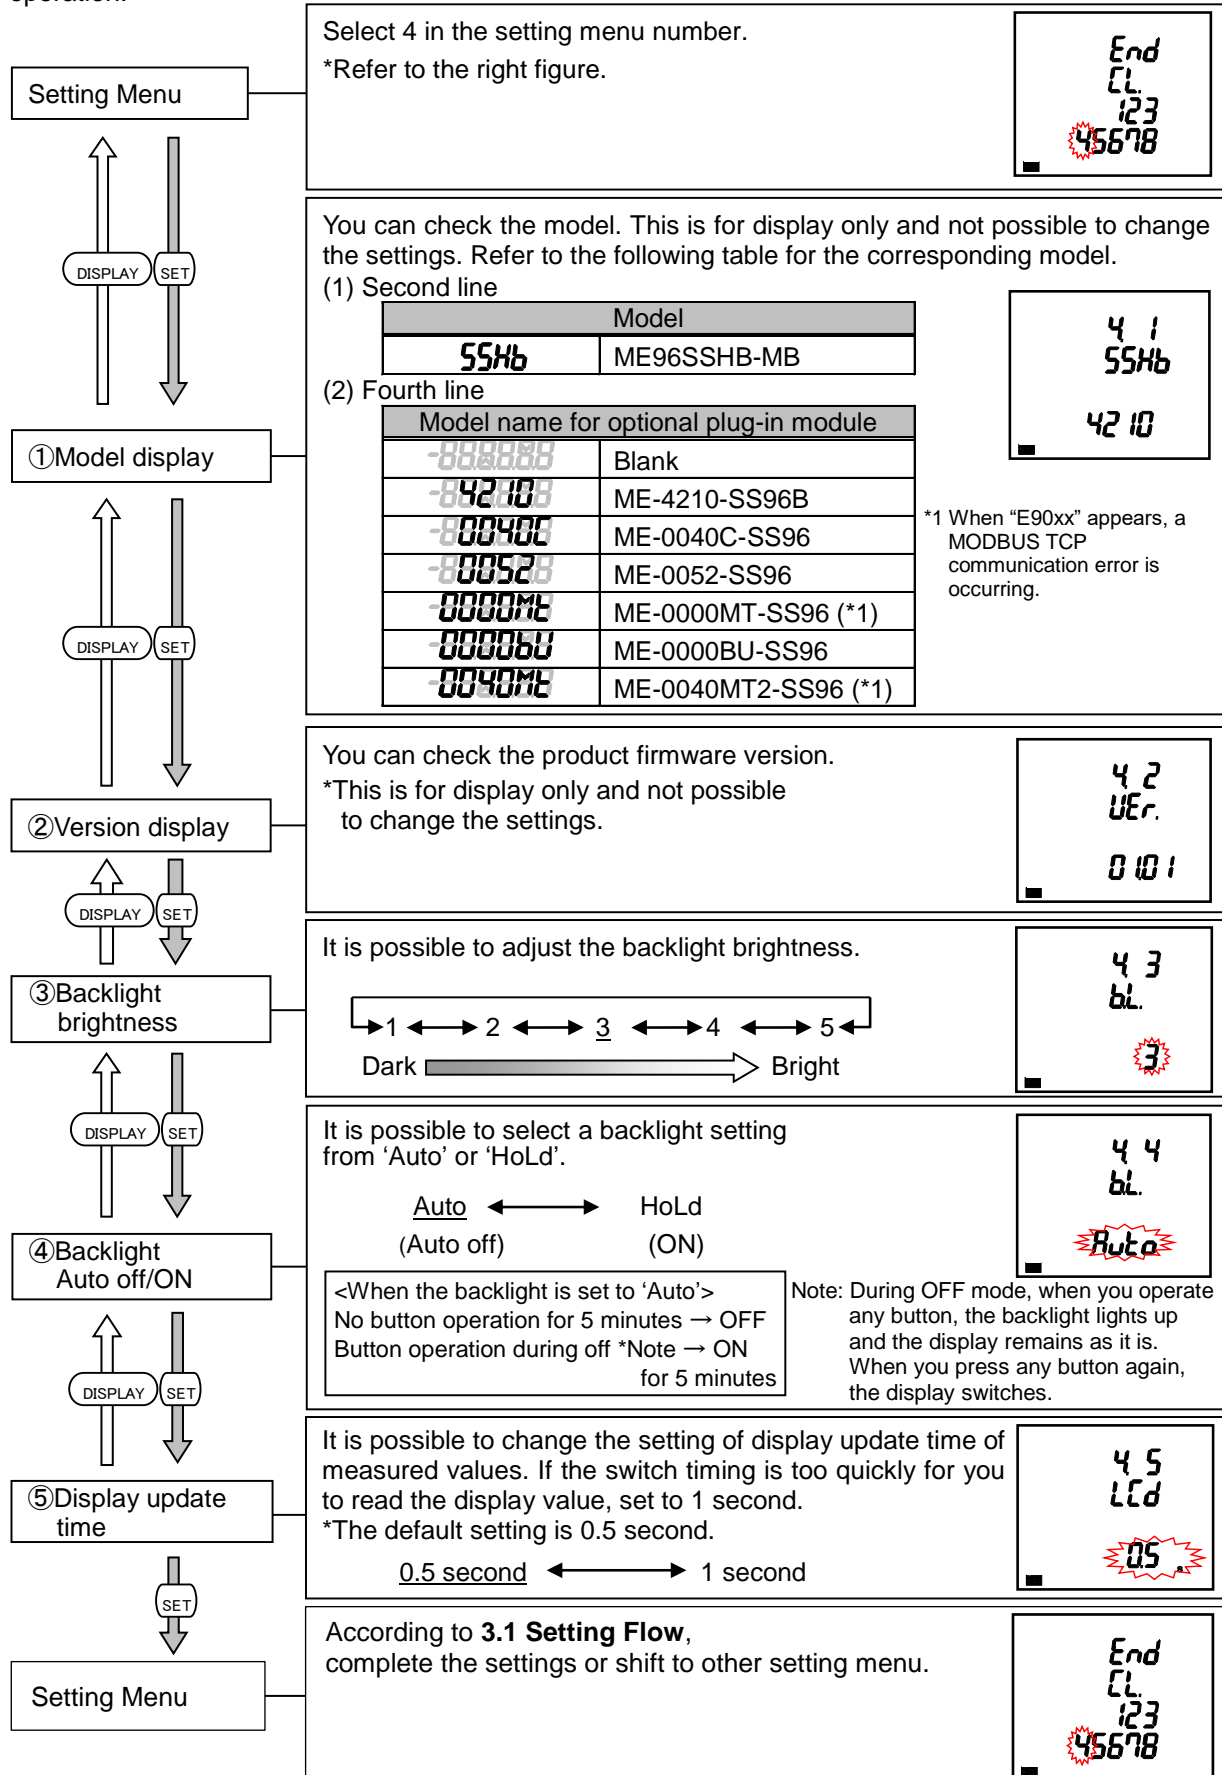 operation.
Select 4 in the setting menu number.
*Refer to the right figure.
Setting Menu
End
CL.
123
45678
DISPLAY
SET
You can check the model. This is for display only and not possible to change
the settings. Refer to the following table for the corresponding model.
(1) Second line
Model
SSHb
ME96SSHB-MB
(2) Fourth line
Model name for optional plug-in module
Blank
4210
ME-4210-SS96B
0040C
ME-0040C-SS96
0052
ME-0052-SS96
0000Mt
ME-0000MT-SS96 (*1)
0000bU
ME-0000BU-SS96
0040Mt
ME-0040MT2-SS96 (*1)
4. 1
SSHb
4210
*1 When “E90xx” appears, a
MODBUS TCP
communication error is
occurring.
①Model display
DISPLAY
SET
You can check the product firmware version.
*This is for display only and not possible
to change the settings.
4. 2
VEr.
01.01
②Version display
DISPLAY
SET
It is possible to adjust the backlight brightness.
1 2 3 4 5
Dark Bright
4. 3
b.L.
3
③Backlight
brightness
DISPLAY
SET
It is possible to select a backlight setting
from ‘Auto’ or ‘HoLd’.
Auto HoLd
(Auto off) (ON)
<When the backlight is set to ‘Auto’>
No button operation for 5 minutes → OFF
Button operation during off *Note → ON
for 5 minutes
Note: During OFF mode, when you operate
any button, the backlight lights up
and the display remains as it is.
When you press any button again,
the display switches.
4. 4
b.L.
Auto
④Backlight
Auto off/ON
DISPLAY
SET
It is possible to change the setting of display update time of
measured values. If the switch timing is too quickly for you
to read the display value, set to 1 second.
*The default setting is 0.5 second.
0.5 second 1 second
4. 5
LCd
0.5 s
⑤Display update
time
SET
According to 3.1 Setting Flow,
complete the settings or shift to other setting menu.
Setting Menu
End
CL.
123
45678